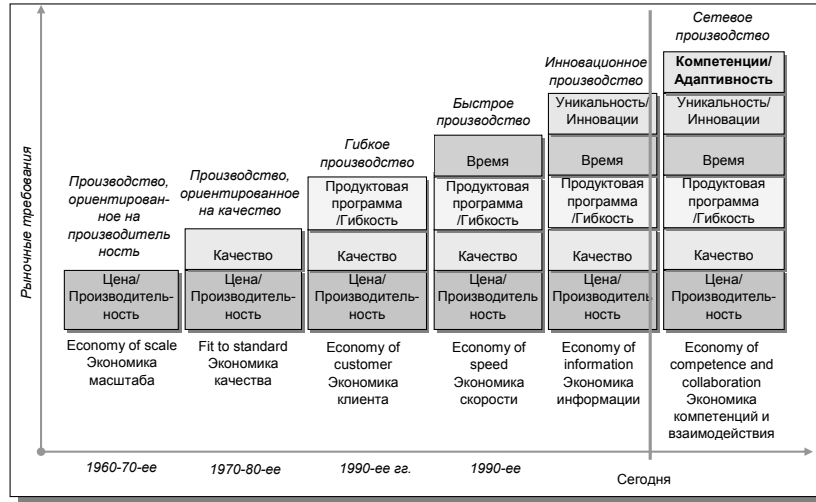 Рыночные требования
Производство,
ориентирован-
ное на
производитель
ность
Цена/
Производитель-
ность
Economy of scale
Экономика
масштаба
1960-70-ее
Производство,
ориентированное
на качество
Качество
Цена/
Производитель-
ность
Fit to standard
Экономика
качества
1970-80-ее
Гибкое
производство
Продуктовая
программа
/Гибкость
Качество
Цена/
Производитель-
ность
Economy of
customer
Экономика
клиента
1990-ее гг.
Быстрое
производство
Время
Продуктовая
программа
/Гибкость
Качество
Цена/
Производитель-
ность
Economy of
speed
Экономика
скорости
1990-ее
Инновационное
производство
Уникальность/
Инновации
Время
Продуктовая
программа
/Гибкость
Качество
Цена/
Производитель-
ность
Economy of
information
Экономика
информации
Сетевое
производство
Компетенции/
Адаптивность
Уникальность/
Инновации
Время
Продуктовая
программа
/Гибкость
Качество
Цена/
Производитель-
ность
Economy of
competence and
collaboration
Экономика
компетенций и
взаимодействия
Сегодня